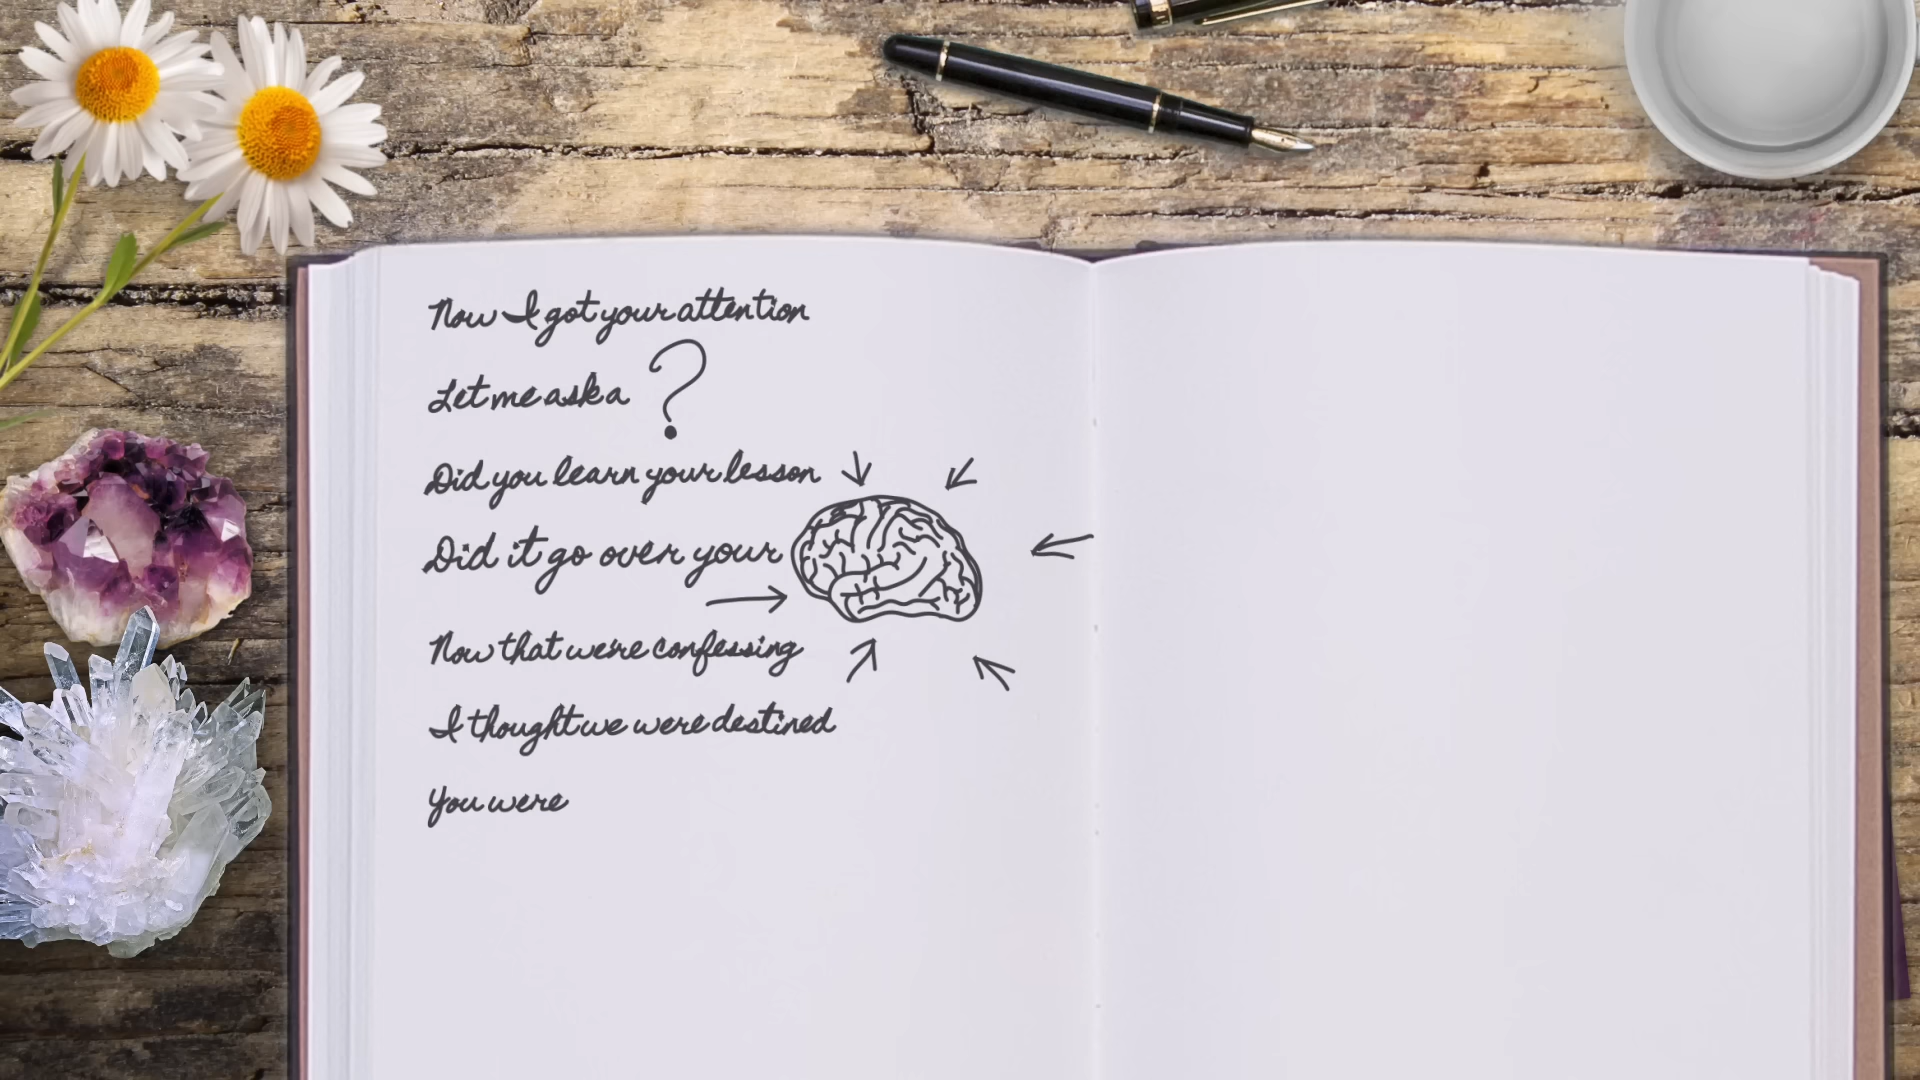 Now I got your attention
Let me ask a ?
Did you learn your lesson
Did it go over your
Now that we're confessing
I thought we were destined
You were